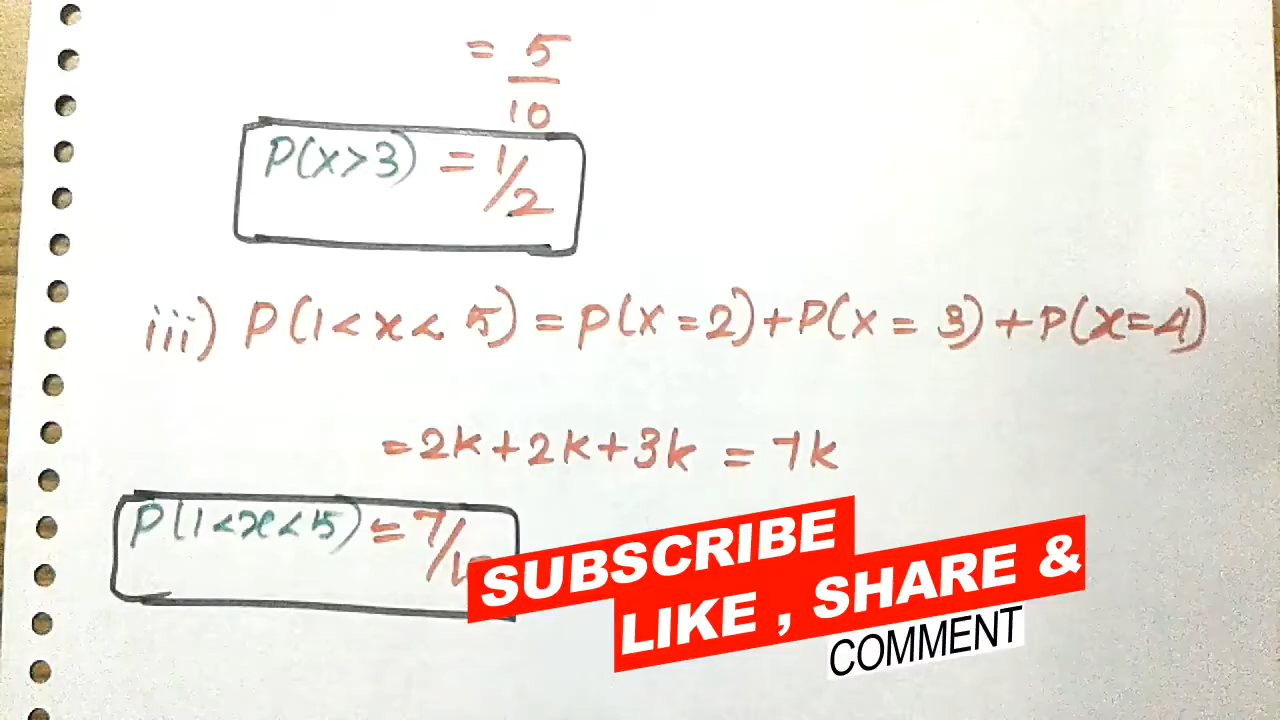 = 5
10
P(x>3) = 1/2
iii) P(1<x<5) = P(x=2)+P(x=3)+P(x=4)
=2k+2k+3k = 7k
P(1<x<5) = 7/
SUBSCRIBE
LIKE , SHARE &
COMMENT